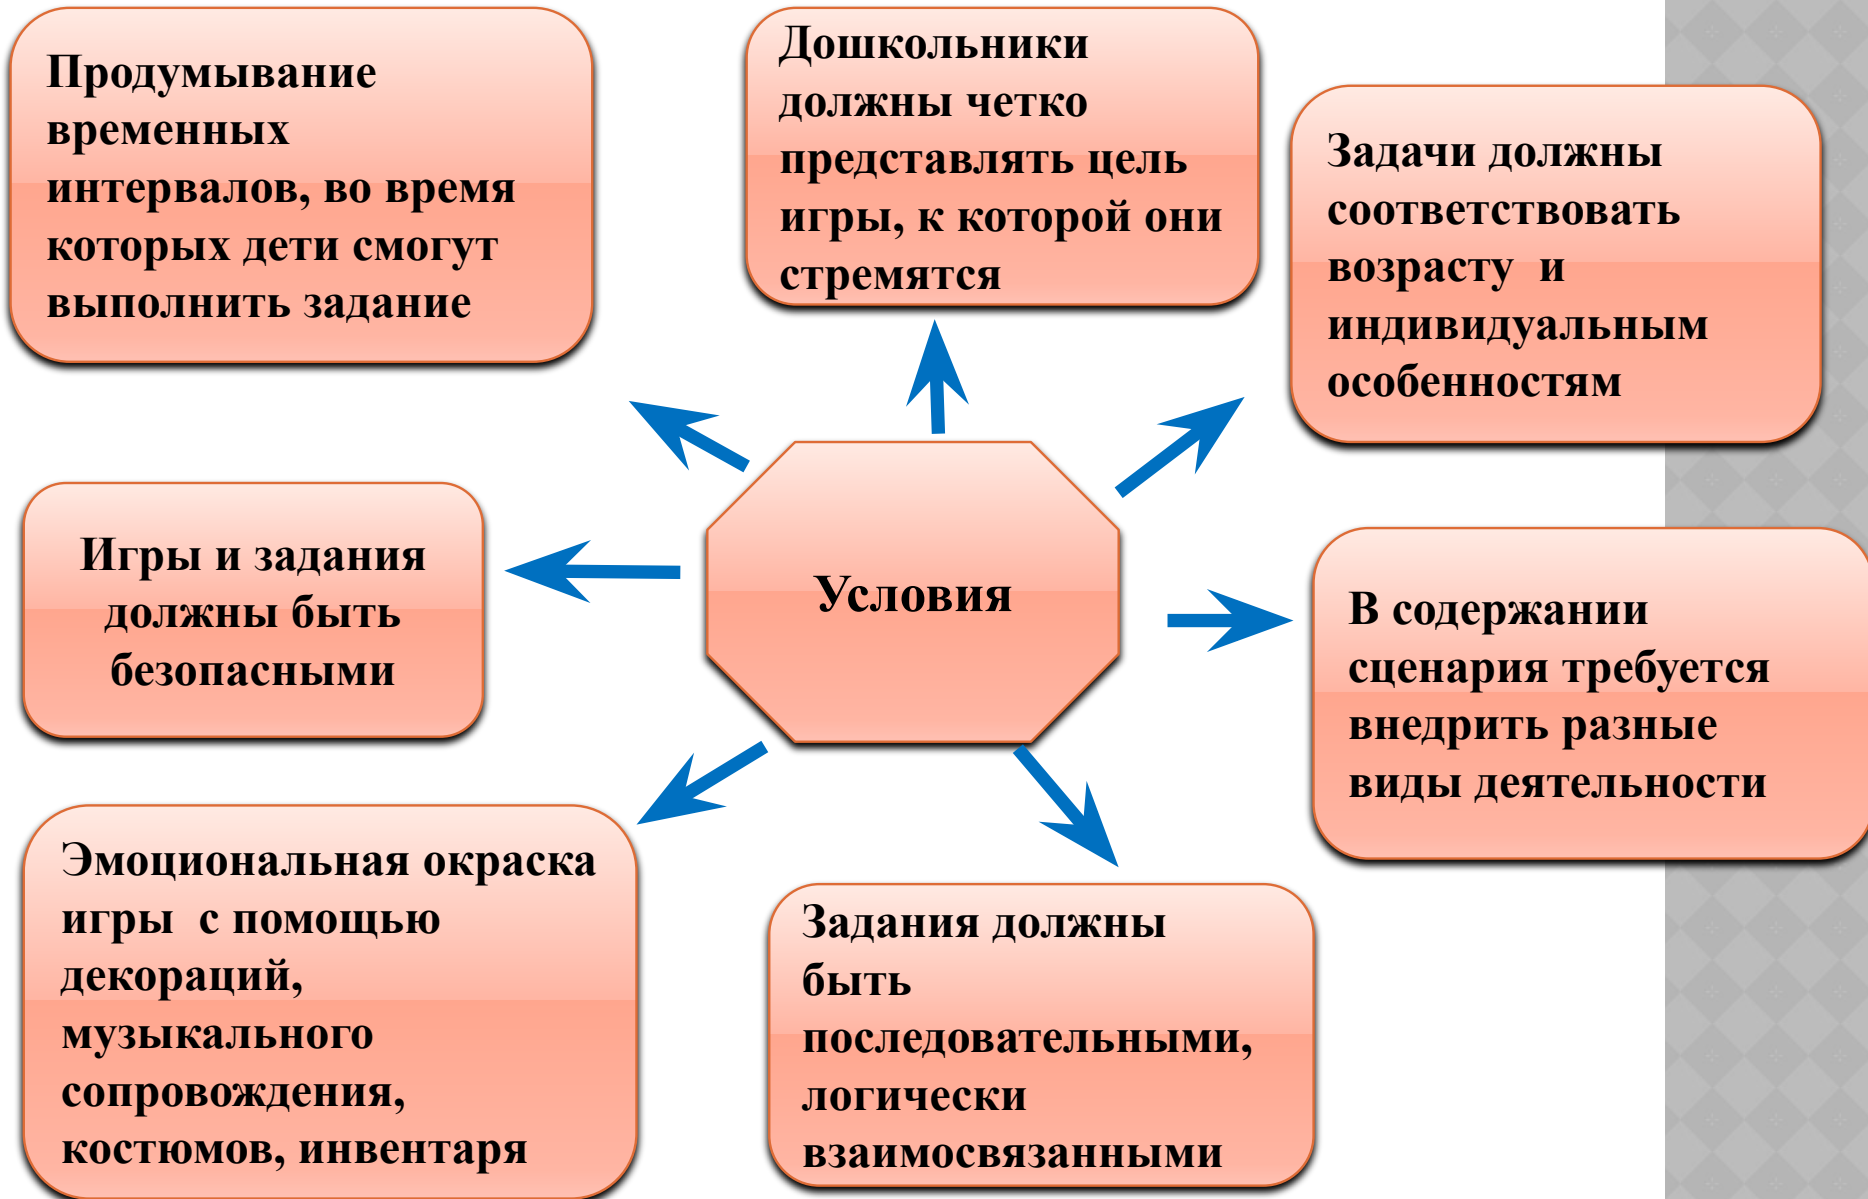 Продумывание
временных
интервалов, во время
которых дети смогут
выполнить задание
Дошкольники
должны четко
представлять цель
игры, к которой они
стремятся
Задачи должны
соответствовать
возрасту и
индивидуальным
особенностям
Игры и задания
должны быть
безопасными
Условия
В содержании
сценария требуется
внедрить разные
виды деятельности
Эмоциональная окраска
игры с помощью
декораций,
музыкального
сопровождения,
костюмов, инвентаря
Задания должны
быть
последовательными,
логически
взаимосвязанными